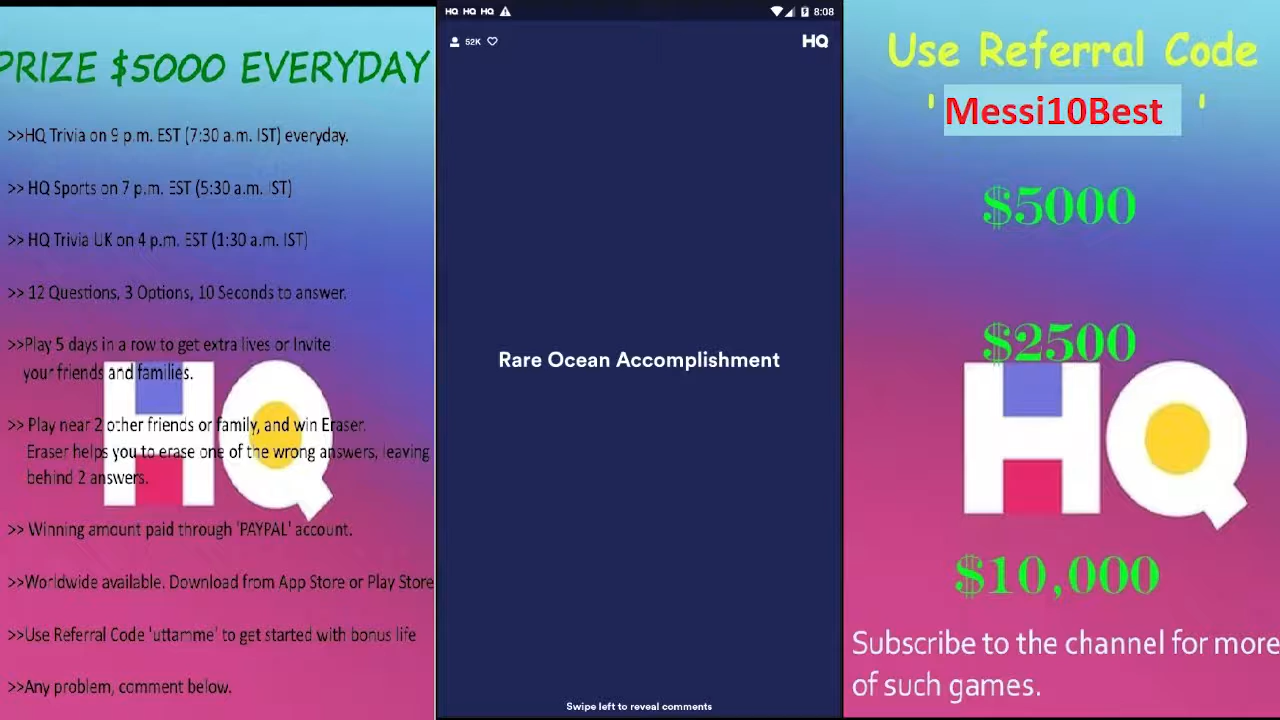 PRIZE $5000 EVERYDAY
>>HQ Trivia on 9 p.m. EST (7:30 a.m. IST) everyday.
>> HQ Sports on 7 p.m. EST (5:30 a.m. IST)
>> HQ Trivia UK on 4 p.m. EST (1:30 a.m. IST)
>> 12 Questions, 3 Options, 10 Seconds to answer.
>>Play 5 days in a row to get extra lives or Invite
your friends and families.
>> Play near 2 other friends or family, and win Eraser.
Eraser helps you to erase one of the wrong answers, leaving
behind 2 answers.
HQ
>> Winning amount paid through 'PAYPAL' account.
>>Worldwide available. Download from App Store or Play Store
>>Use Referral Code 'uttamme' to get started with bonus life
>>Any problem, comment below.
HQ HQ HQ 8:08
52K HQ
Rare Ocean Accomplishment
Swipe left to reveal comments
Use Referral Code
' Messi10Best '
$5000
$2500
HQ
$10,000
Subscribe to the channel for more
of such games.